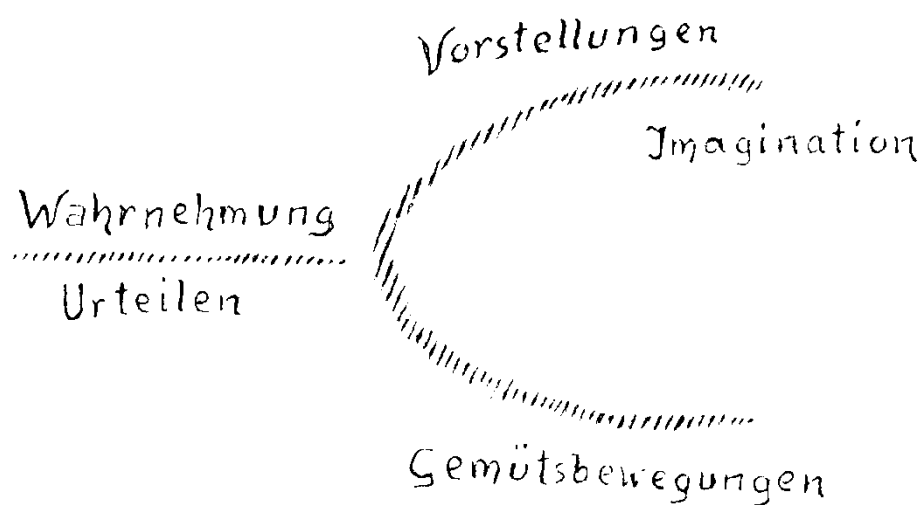 Vorstellungen
Imagination
Wahrnehmung
Urteilen
Gemütsbewegungen